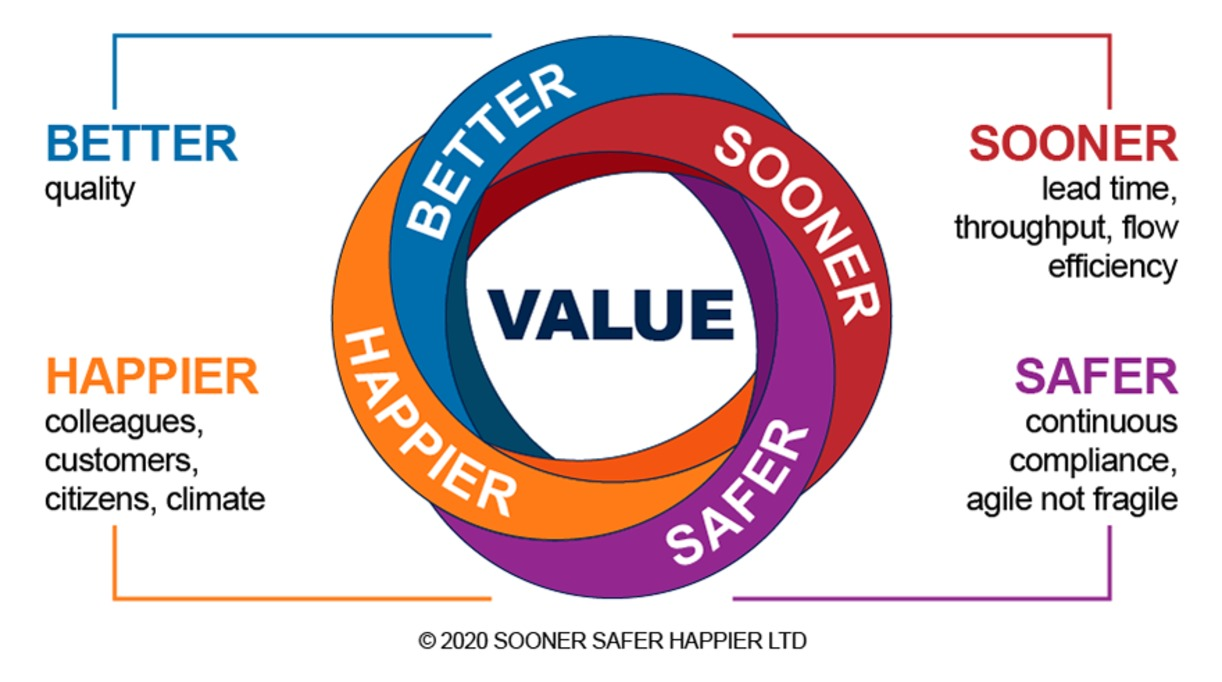 BETTER
quality
SOONER
lead time,
throughput, flow
efficiency
BETTER
SOONER
VALUE
HAPPIER
SAFER
HAPPIER
colleagues,
customers,
citizens, climate
SAFER
continuous
compliance,
agile not fragile
© 2020 SOONER SAFER HAPPIER LTD